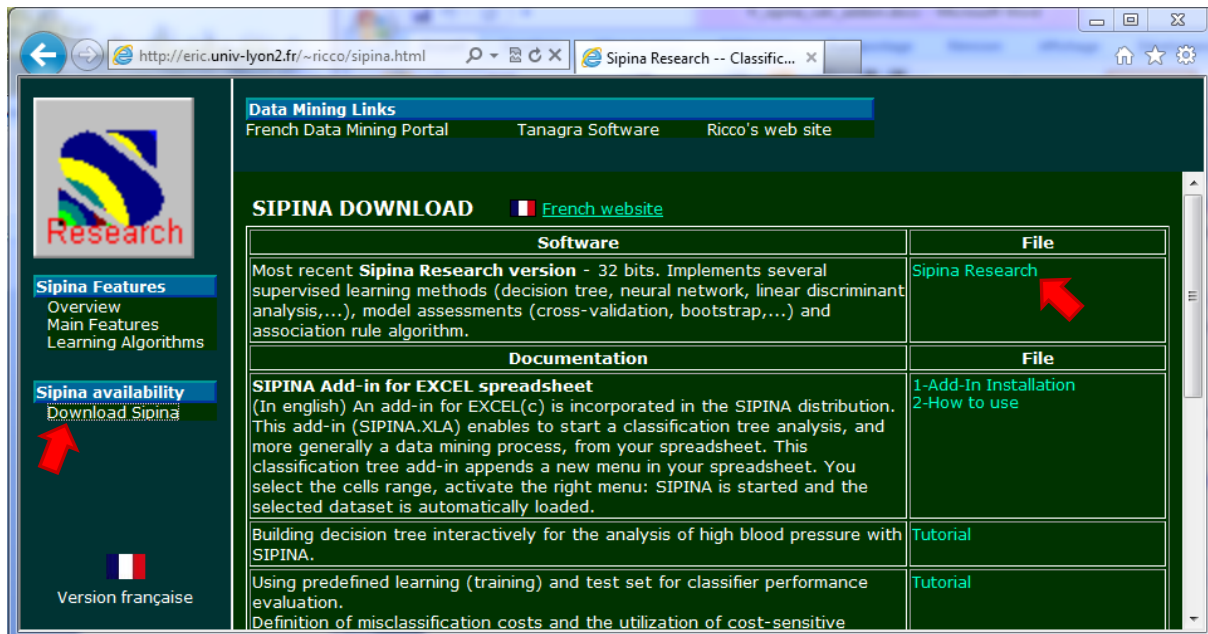 http://eric.univ-lyon2.fr/~ricco/sipina.html
Sipina Research -- Classific...
Research
Sipina Features
Overview
Main Features
Learning Algorithms
Sipina availability
Download Sipina
Version française
Data Mining Links
French Data Mining Portal Tanagra Software Ricco's web site
SIPINA DOWNLOAD French website
Software File
Most recent Sipina Research version - 32 bits. Implements several Sipina Research
supervised learning methods (decision tree, neural network, linear discriminant
analysis,...), model assessments (cross-validation, bootstrap,...) and
association rule algorithm.
Documentation File
SIPINA Add-in for EXCEL spreadsheet 1-Add-In Installation
(In english) An add-in for EXCEL(c) is incorporated in the SIPINA distribution. 2-How to use
This add-in (SIPINA.XLA) enables to start a classification tree analysis, and
more generally a data mining process, from your spreadsheet. This
classification tree add-in appends a new menu in your spreadsheet. You
select the cells range, activate the right menu: SIPINA is started and the
selected dataset is automatically loaded.
Building decision tree interactively for the analysis of high blood pressure with Tutorial
SIPINA.
Using predefined learning (training) and test set for classifier performance Tutorial
evaluation.
Definition of misclassification costs and the utilization of cost-sensitive